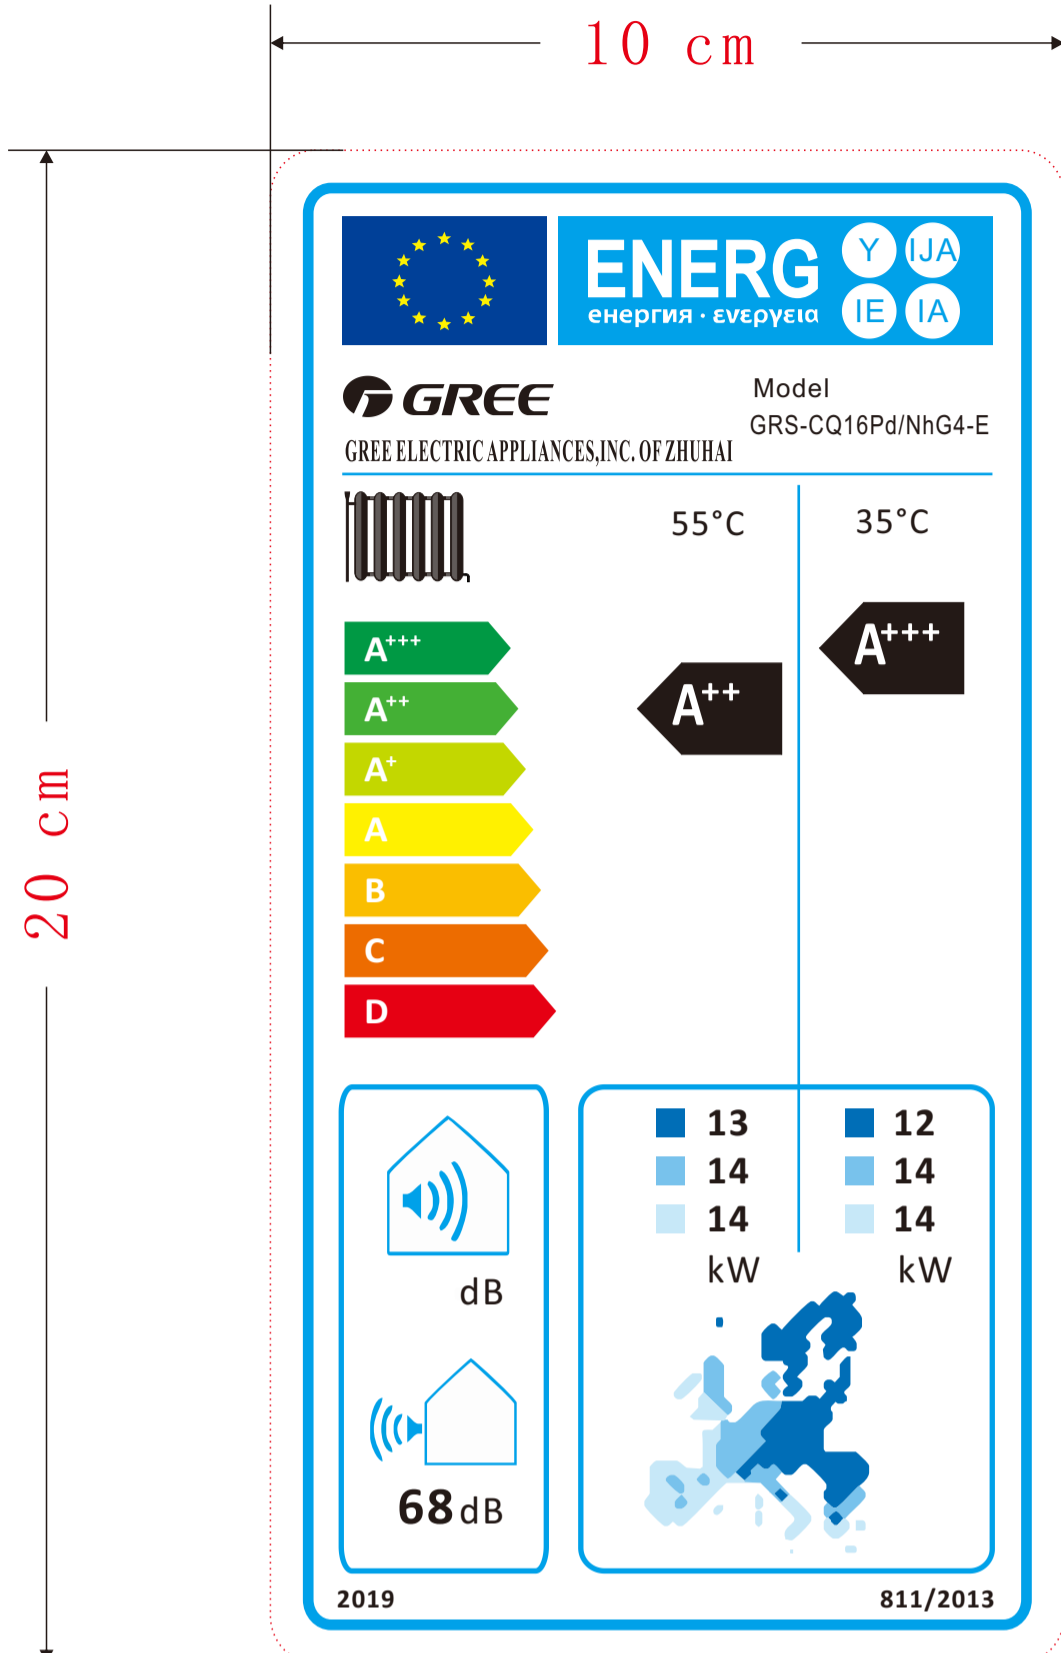 10 cm
20 cm
ENERG
енергия · ενεργεια
Y IJA
IE IA
GREE
GREE ELECTRIC APPLIANCES,INC. OF ZHUHAI
Model
GRS-CQ16Pd/NhG4-E
55°C 35°C
A+++
A++
A+
A
B
C
D
A++
A+++
dB
68 dB
13 12
14 14
14 14
kW kW
2019 811/2013